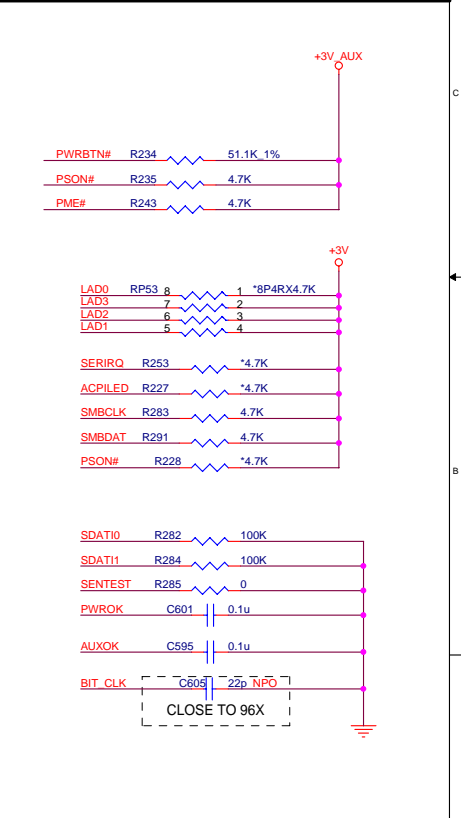 +3V_AUX
C
PWRBTN# R234 51.1K_1%
PSON# R235 4.7K
PME# R243 4.7K
+3V
LAD0 RP53 8 1 *8P4RX4.7K
LAD3 7 2
LAD2 6 3
LAD1 5 4
SERIRQ R253 *4.7K
ACPILED R227 *4.7K
SMBCLK R283 4.7K
SMBDAT R291 4.7K
PSON# R228 *4.7K
B
SDATI0 R282 100K
SDATI1 R284 100K
SENTEST R285 0
PWROK C601 0.1u
AUXOK C595 0.1u
BIT_CLK C605 22p NPO
CLOSE TO 96X